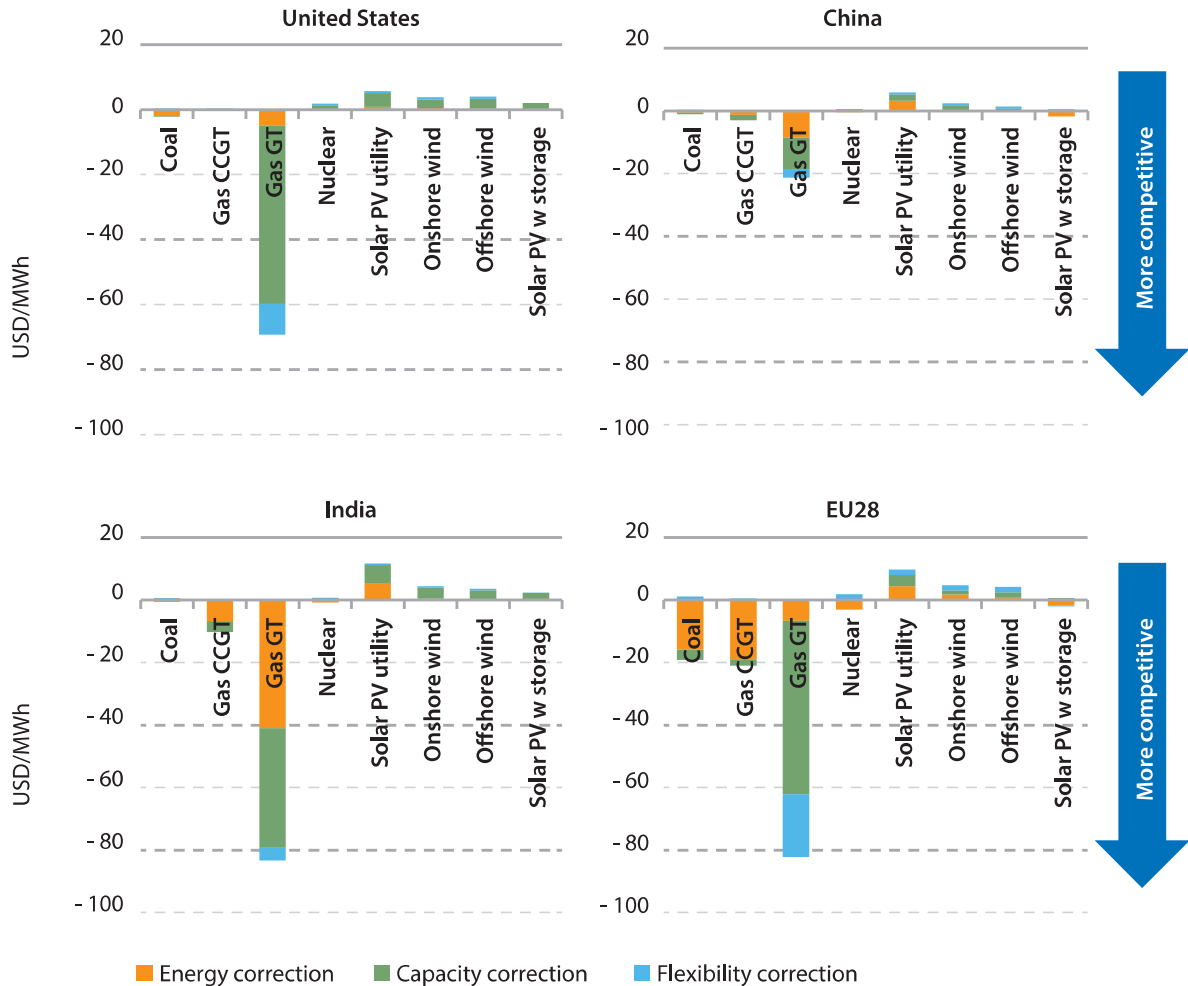 United States
20
0
- 20
- 40
- 60
- 80
- 100
USD/MWh
Coal
Gas CCGT
Gas GT
Nuclear
Solar PV utility
Onshore wind
Offshore wind
Solar PV w storage
China
20
0
- 20
- 40
- 60
- 80
- 100
Coal
Gas CCGT
Gas GT
Nuclear
Solar PV utility
Onshore wind
Offshore wind
Solar PV w storage
More competitive
India
20
0
- 20
- 40
- 60
- 80
- 100
USD/MWh
Coal
Gas CCGT
Gas GT
Nuclear
Solar PV utility
Onshore wind
Offshore wind
Solar PV w storage
EU28
20
0
- 20
- 40
- 60
- 80
- 100
Coal
Gas CCGT
Gas GT
Nuclear
Solar PV utility
Onshore wind
Offshore wind
Solar PV w storage
More competitive
Energy correction
Capacity correction
Flexibility correction